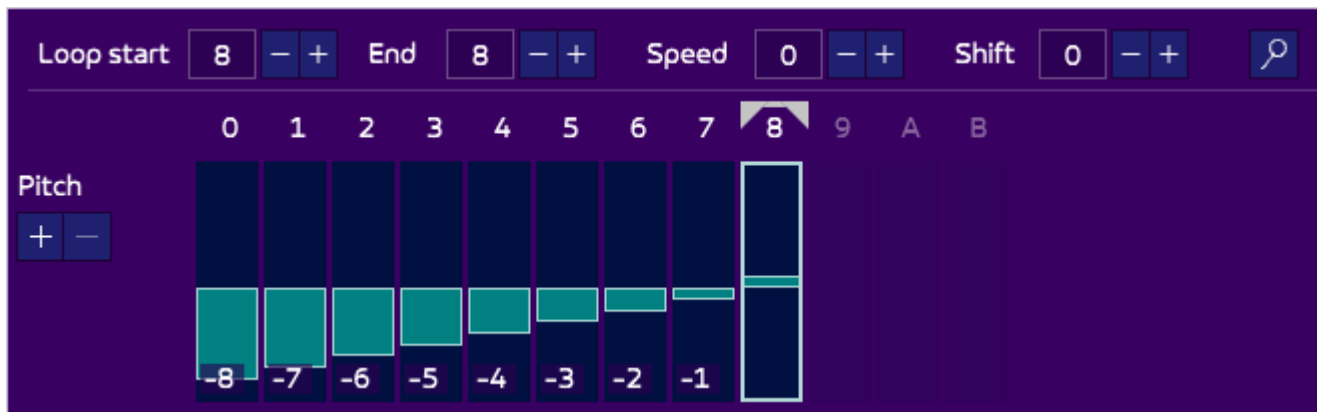 Loop start 8 − + End 8 − + Speed 0 − + Shift 0 − +
0 1 2 3 4 5 6 7 8 9 A B
Pitch
+ −
-8 -7 -6 -5 -4 -3 -2 -1